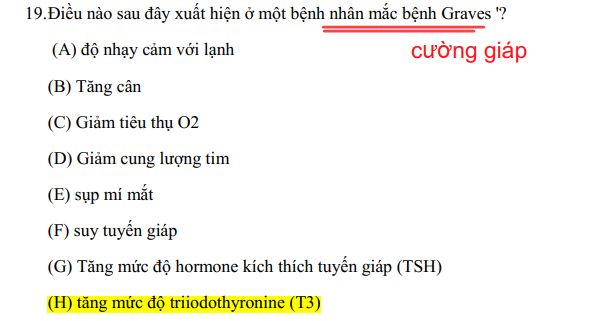 19.Điều nào sau đây xuất hiện ở một bệnh nhân mắc bệnh Graves '?
(A) độ nhạy cảm với lạnh
cường giáp
(B) Tăng cân
(C) Giảm tiêu thụ O2
(D) Giảm cung lượng tim
(E) sụp mí mắt
(F) suy tuyến giáp
(G) Tăng mức độ hormone kích thích tuyến giáp (TSH)
(H) tăng mức độ triiodothyronine (T3)